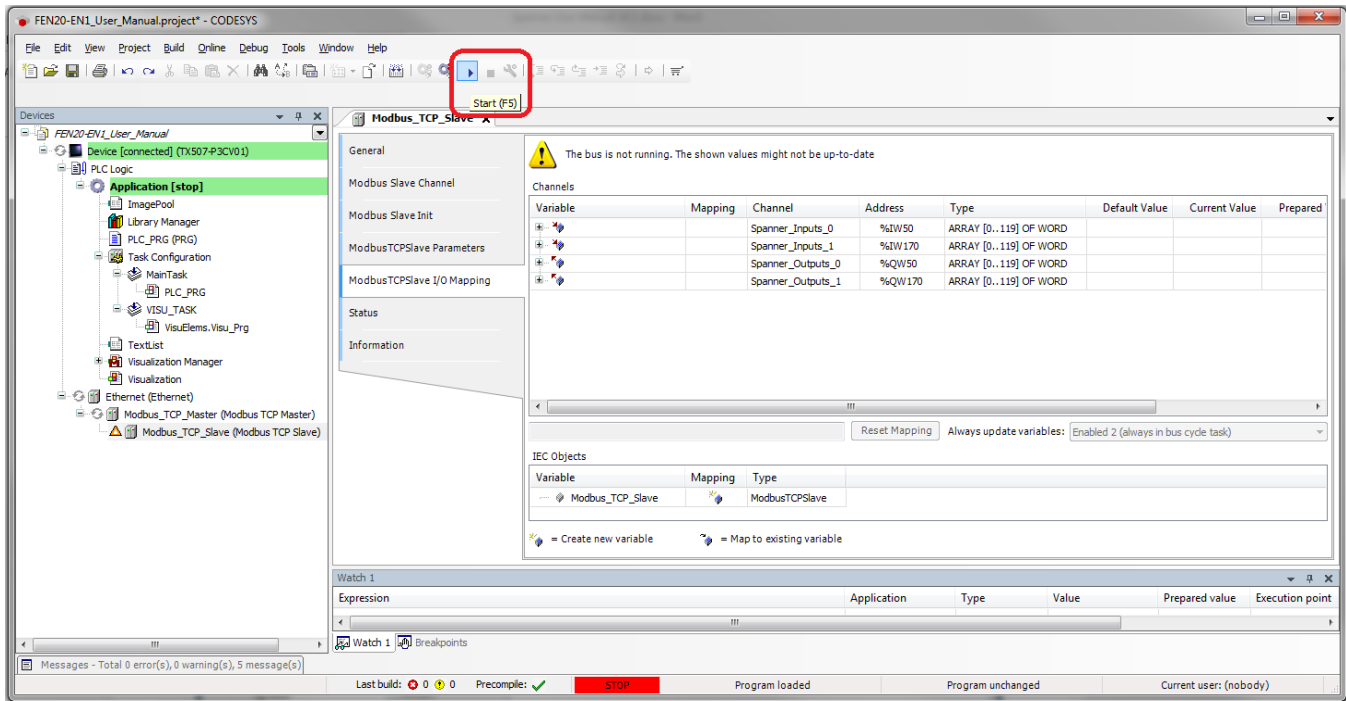 FEN20-EN1_User_Manual.project* - CODESYS
File Edit View Project Build Online Debug Tools Window Help
Start (F5)
Devices
FEN20-EN1_User_Manual
Device [connected] (TX507-P3CV01)
PLC Logic
Application [stop]
ImagePool
Library Manager
PLC_PRG (PRG)
Task Configuration
MainTask
PLC_PRG
VISU_TASK
VisuElems.Visu_Prg
TextList
Visualization Manager
Visualization
Ethernet (Ethernet)
Modbus_TCP_Master (Modbus TCP Master)
Modbus_TCP_Slave (Modbus TCP Slave)
Modbus_TCP_Slave
General
Modbus Slave Channel
Modbus Slave Init
ModbusTCPSlave Parameters
ModbusTCPSlave I/O Mapping
Status
Information
The bus is not running. The shown values might not be up-to-date
Channels
Variable Mapping Channel Address Type Default Value Current Value Prepared
Spanner_Inputs_0 %IW50 ARRAY [0..119] OF WORD
Spanner_Inputs_1 %IW170 ARRAY [0..119] OF WORD
Spanner_Outputs_0 %QW50 ARRAY [0..119] OF WORD
Spanner_Outputs_1 %QW170 ARRAY [0..119] OF WORD
Reset Mapping Always update variables: Enabled 2 (always in bus cycle task)
IEC Objects
Variable Mapping Type
Modbus_TCP_Slave ModbusTCPSlave
= Create new variable = Map to existing variable
Watch 1
Expression Application Type Value Prepared value Execution point
Watch 1 Breakpoints
Messages - Total 0 error(s), 0 warning(s), 5 message(s)
Last build: 0 0 Precompile: STOP Program loaded Program unchanged Current user: (nobody)